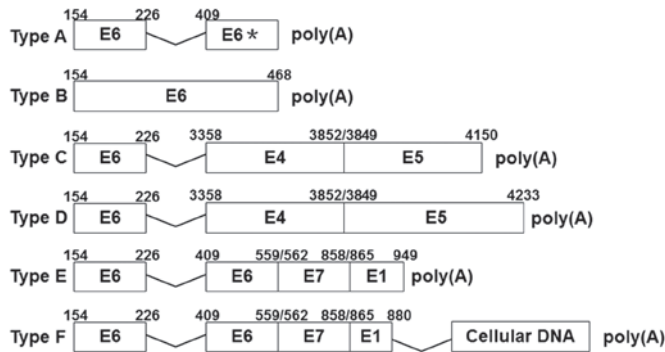 154 226 409
Type A E6 E6* poly(A)
154 468
Type B E6 poly(A)
154 226 3358 3852/3849 4150
Type C E6 E4 E5 poly(A)
154 226 3358 3852/3849 4233
Type D E6 E4 E5 poly(A)
154 226 409 559/562 858/865 949
Type E E6 E6 E7 E1 poly(A)
154 226 409 559/562 858/865 880
Type F E6 E6 E7 E1 Cellular DNA poly(A)